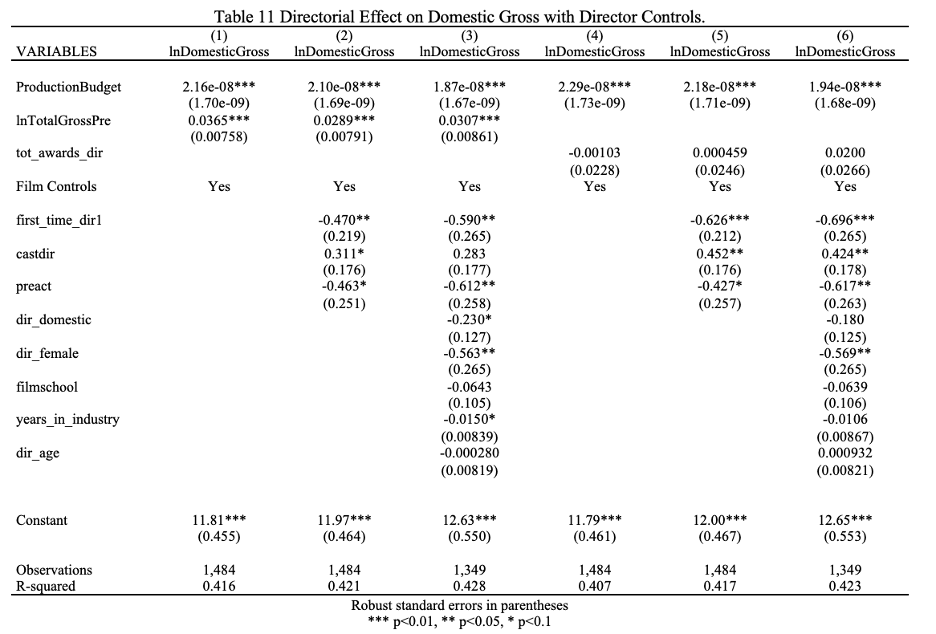 Table 11 Directorial Effect on Domestic Gross with Director Controls.
(1) (2) (3) (4) (5) (6)
VARIABLES lnDomesticGross lnDomesticGross lnDomesticGross lnDomesticGross lnDomesticGross lnDomesticGross
ProductionBudget 2.16e-08*** 2.10e-08*** 1.87e-08*** 2.29e-08*** 2.18e-08*** 1.94e-08***
(1.70e-09) (1.69e-09) (1.67e-09) (1.73e-09) (1.71e-09) (1.68e-09)
lnTotalGrossPre 0.0365*** 0.0289*** 0.0307***
(0.00758) (0.00791) (0.00861)
tot_awards_dir -0.00103 0.000459 0.0200
(0.0228) (0.0246) (0.0266)
Film Controls Yes Yes Yes Yes Yes Yes
first_time_dir1 -0.470** -0.590** -0.626*** -0.696***
(0.219) (0.265) (0.212) (0.265)
castdir 0.311* 0.283 0.452** 0.424**
(0.176) (0.177) (0.176) (0.178)
preact -0.463* -0.612** -0.427* -0.617**
(0.251) (0.258) (0.257) (0.263)
dir_domestic -0.230* -0.180
(0.127) (0.125)
dir_female -0.563** -0.569**
(0.265) (0.265)
filmschool -0.0643 -0.0639
(0.105) (0.106)
years_in_industry -0.0150* -0.0106
(0.00839) (0.00867)
dir_age -0.000280 0.000932
(0.00819) (0.00821)
Constant 11.81*** 11.97*** 12.63*** 11.79*** 12.00*** 12.65***
(0.455) (0.464) (0.550) (0.461) (0.467) (0.553)
Observations 1,484 1,484 1,349 1,484 1,484 1,349
R-squared 0.416 0.421 0.428 0.407 0.417 0.423
Robust standard errors in parentheses
*** p<0.01, ** p<0.05, * p<0.1